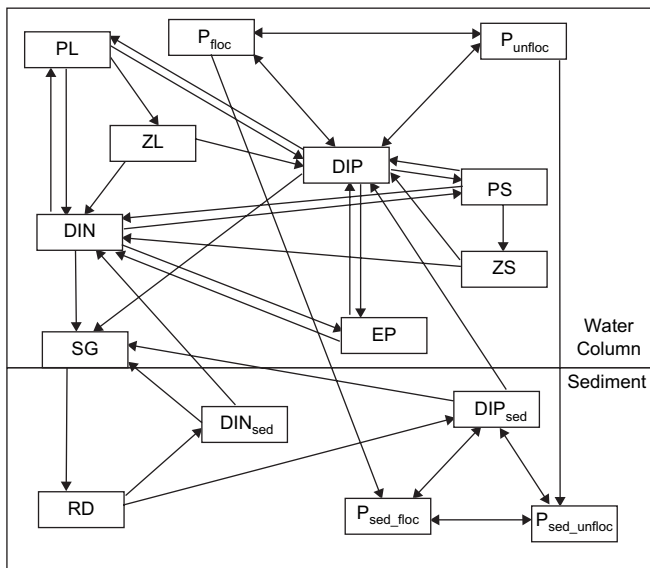 PL
P_floc
P_unfloc
ZL
DIP
PS
DIN
ZS
EP
SG
Water
Column
Sediment
DIN_sed
DIP_sed
RD
P_sed_floc
P_sed_unfloc